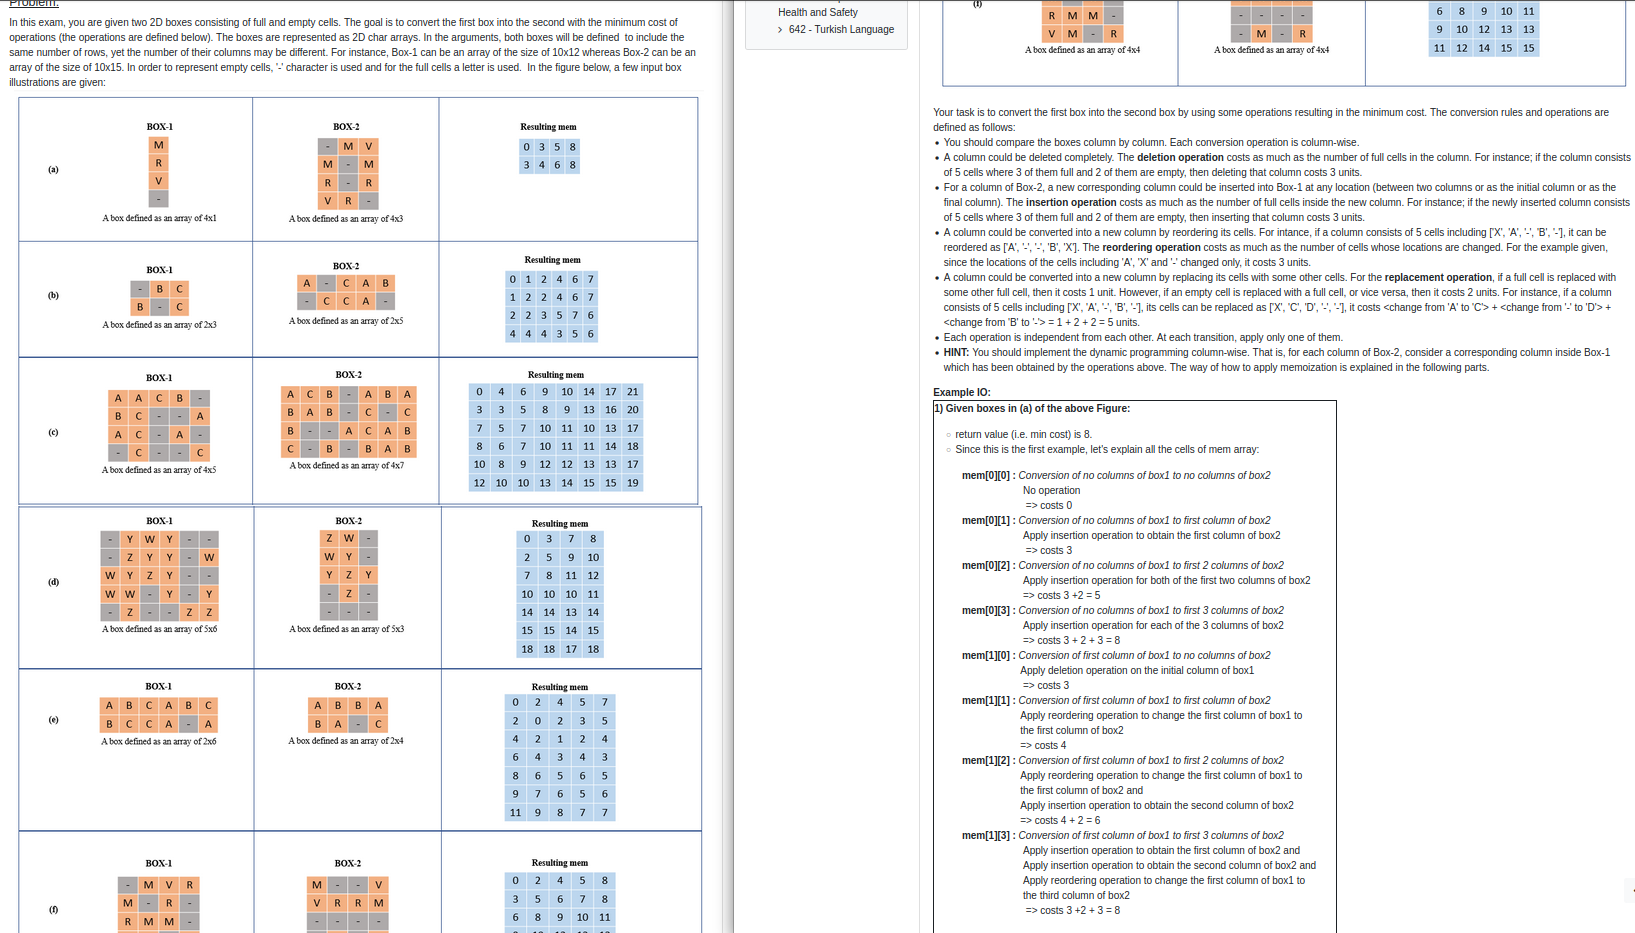 Problem:
In this exam, you are given two 2D boxes consisting of full and empty cells. The goal is to convert the first box into the second with the minimum cost of
operations (the operations are defined below). The boxes are represented as 2D char arrays. In the arguments, both boxes will be defined to include the
same number of rows, yet the number of their columns may be different. For instance, Box-1 can be an array of the size of 10x12 whereas Box-2 can be an
array of the size of 10x15. In order to represent empty cells, '-' character is used and for the full cells a letter is used. In the figure below, a few input box
illustrations are given:
(a)
BOX-1
M
R
V
-
A box defined as an array of 4x1
BOX-2
- M V
M - M
R - R
V R -
A box defined as an array of 4x3
Resulting mem
0 3 5 8
3 4 6 8
(b)
BOX-1
- B C
B - C
A box defined as an array of 2x3
BOX-2
A - C A B
- C C A -
A box defined as an array of 2x5
Resulting mem
0 1 2 4 6 7
1 2 2 4 6 7
2 2 3 5 7 6
4 4 4 3 5 6
(c)
BOX-1
A A C B -
B C - - A
A C - A -
- C - - C
A box defined as an array of 4x5
BOX-2
A C B - A B A
B A B - C - C
B - - A C A B
C - B - B A B
A box defined as an array of 4x7
Resulting mem
0 4 6 9 10 14 17 21
3 3 5 8 9 13 16 20
7 5 7 10 11 10 13 17
8 6 7 10 11 11 14 18
10 8 9 12 12 13 13 17
12 10 10 13 14 15 15 19
(d)
BOX-1
- Y W Y - -
- Z Y Y - W
W Y Z Y - -
W W - Y - Y
- Z - - Z Z
A box defined as an array of 5x6
BOX-2
Z W -
W Y -
Y Z Y
- Z -
- - -
A box defined as an array of 5x3
Resulting mem
0 3 7 8
2 5 9 10
7 8 11 12
10 10 10 11
14 14 13 14
15 15 14 15
18 18 17 18
(e)
BOX-1
A B C A B C
B C C A - A
A box defined as an array of 2x6
BOX-2
A B B A
B A - C
A box defined as an array of 2x4
Resulting mem
0 2 4 5 7
2 0 2 3 5
4 2 1 2 4
6 4 3 4 3
8 6 5 6 5
9 7 6 5 6
11 9 8 7 7
(f)
BOX-1
- M V R
M - R -
R M M -
BOX-2
M - - V
V R R M
- - - -
Resulting mem
0 2 4 5 8
3 5 6 7 8
6 8 9 10 11
Health and Safety
> 642 - Turkish Language
(f)
R M M -
V M - R
A box defined as an array of 4x4
- - - -
- M - R
A box defined as an array of 4x4
6 8 9 10 11
9 10 12 13 13
11 12 14 15 15
Your task is to convert the first box into the second box by using some operations resulting in the minimum cost. The conversion rules and operations are
defined as follows:
• You should compare the boxes column by column. Each conversion operation is column-wise.
• A column could be deleted completely. The deletion operation costs as much as the number of full cells in the column. For instance; if the column consists
of 5 cells where 3 of them full and 2 of them are empty, then deleting that column costs 3 units.
• For a column of Box-2, a new corresponding column could be inserted into Box-1 at any location (between two columns or as the initial column or as the
final column). The insertion operation costs as much as the number of full cells inside the new column. For instance; if the newly inserted column consists
of 5 cells where 3 of them full and 2 of them are empty, then inserting that column costs 3 units.
• A column could be converted into a new column by reordering its cells. For intance, if a column consists of 5 cells including ['X', 'A', '-', 'B', '-'], it can be
reordered as ['A', '-', '-', 'B', 'X']. The reordering operation costs as much as the number of cells whose locations are changed. For the example given,
since the locations of the cells including 'A', 'X' and '-' changed only, it costs 3 units.
• A column could be converted into a new column by replacing its cells with some other cells. For the replacement operation, if a full cell is replaced with
some other full cell, then it costs 1 unit. However, if an empty cell is replaced with a full cell, or vice versa, then it costs 2 units. For instance, if a column
consists of 5 cells including ['X', 'A', '-', 'B', '-'], its cells can be replaced as ['X', 'C', 'D', '-', '-'], it costs <change from 'A' to 'C'> + <change from '-' to 'D'> +
<change from 'B' to '-'> = 1 + 2 + 2 = 5 units.
• Each operation is independent from each other. At each transition, apply only one of them.
• HINT: You should implement the dynamic programming column-wise. That is, for each column of Box-2, consider a corresponding column inside Box-1
which has been obtained by the operations above. The way of how to apply memoization is explained in the following parts.
Example IO:
1) Given boxes in (a) of the above Figure:
○ return value (i.e. min cost) is 8.
○ Since this is the first example, let's explain all the cells of mem array:
mem[0][0] : Conversion of no columns of box1 to no columns of box2
No operation
=> costs 0
mem[0][1] : Conversion of no columns of box1 to first column of box2
Apply insertion operation to obtain the first column of box2
=> costs 3
mem[0][2] : Conversion of no columns of box1 to first 2 columns of box2
Apply insertion operation for both of the first two columns of box2
=> costs 3 +2 = 5
mem[0][3] : Conversion of no columns of box1 to first 3 columns of box2
Apply insertion operation for each of the 3 columns of box2
=> costs 3 + 2 + 3 = 8
mem[1][0] : Conversion of first column of box1 to no columns of box2
Apply deletion operation on the initial column of box1
=> costs 3
mem[1][1] : Conversion of first column of box1 to first column of box2
Apply reordering operation to change the first column of box1 to
the first column of box2
=> costs 4
mem[1][2] : Conversion of first column of box1 to first 2 columns of box2
Apply reordering operation to change the first column of box1 to
the first column of box2 and
Apply insertion operation to obtain the second column of box2
=> costs 4 + 2 = 6
mem[1][3] : Conversion of first column of box1 to first 3 columns of box2
Apply insertion operation to obtain the first column of box2 and
Apply insertion operation to obtain the second column of box2 and
Apply reordering operation to change the first column of box1 to
the third column of box2
=> costs 3 +2 + 3 = 8